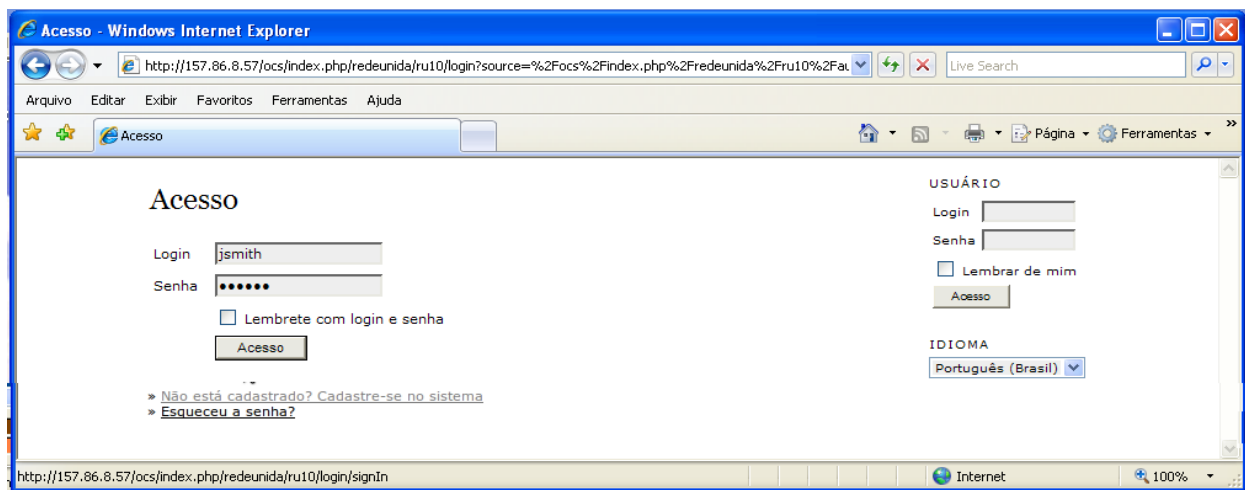 Acesso - Windows Internet Explorer
http://157.86.8.57/ocs/index.php/redeunida/ru10/login?source=%2Focs%2Findex.php%2Fredeunida%2Fru10%2Fau
Live Search
Arquivo Editar Exibir Favoritos Ferramentas Ajuda
Acesso
Página
Ferramentas
»
Acesso
Login jsmith
Senha ••••••
Lembrete com login e senha
Acesso
» Não está cadastrado? Cadastre-se no sistema
» Esqueceu a senha?
USUÁRIO
Login
Senha
Lembrar de mim
Acesso
IDIOMA
Português (Brasil)
http://157.86.8.57/ocs/index.php/redeunida/ru10/login/signIn
Internet
100%